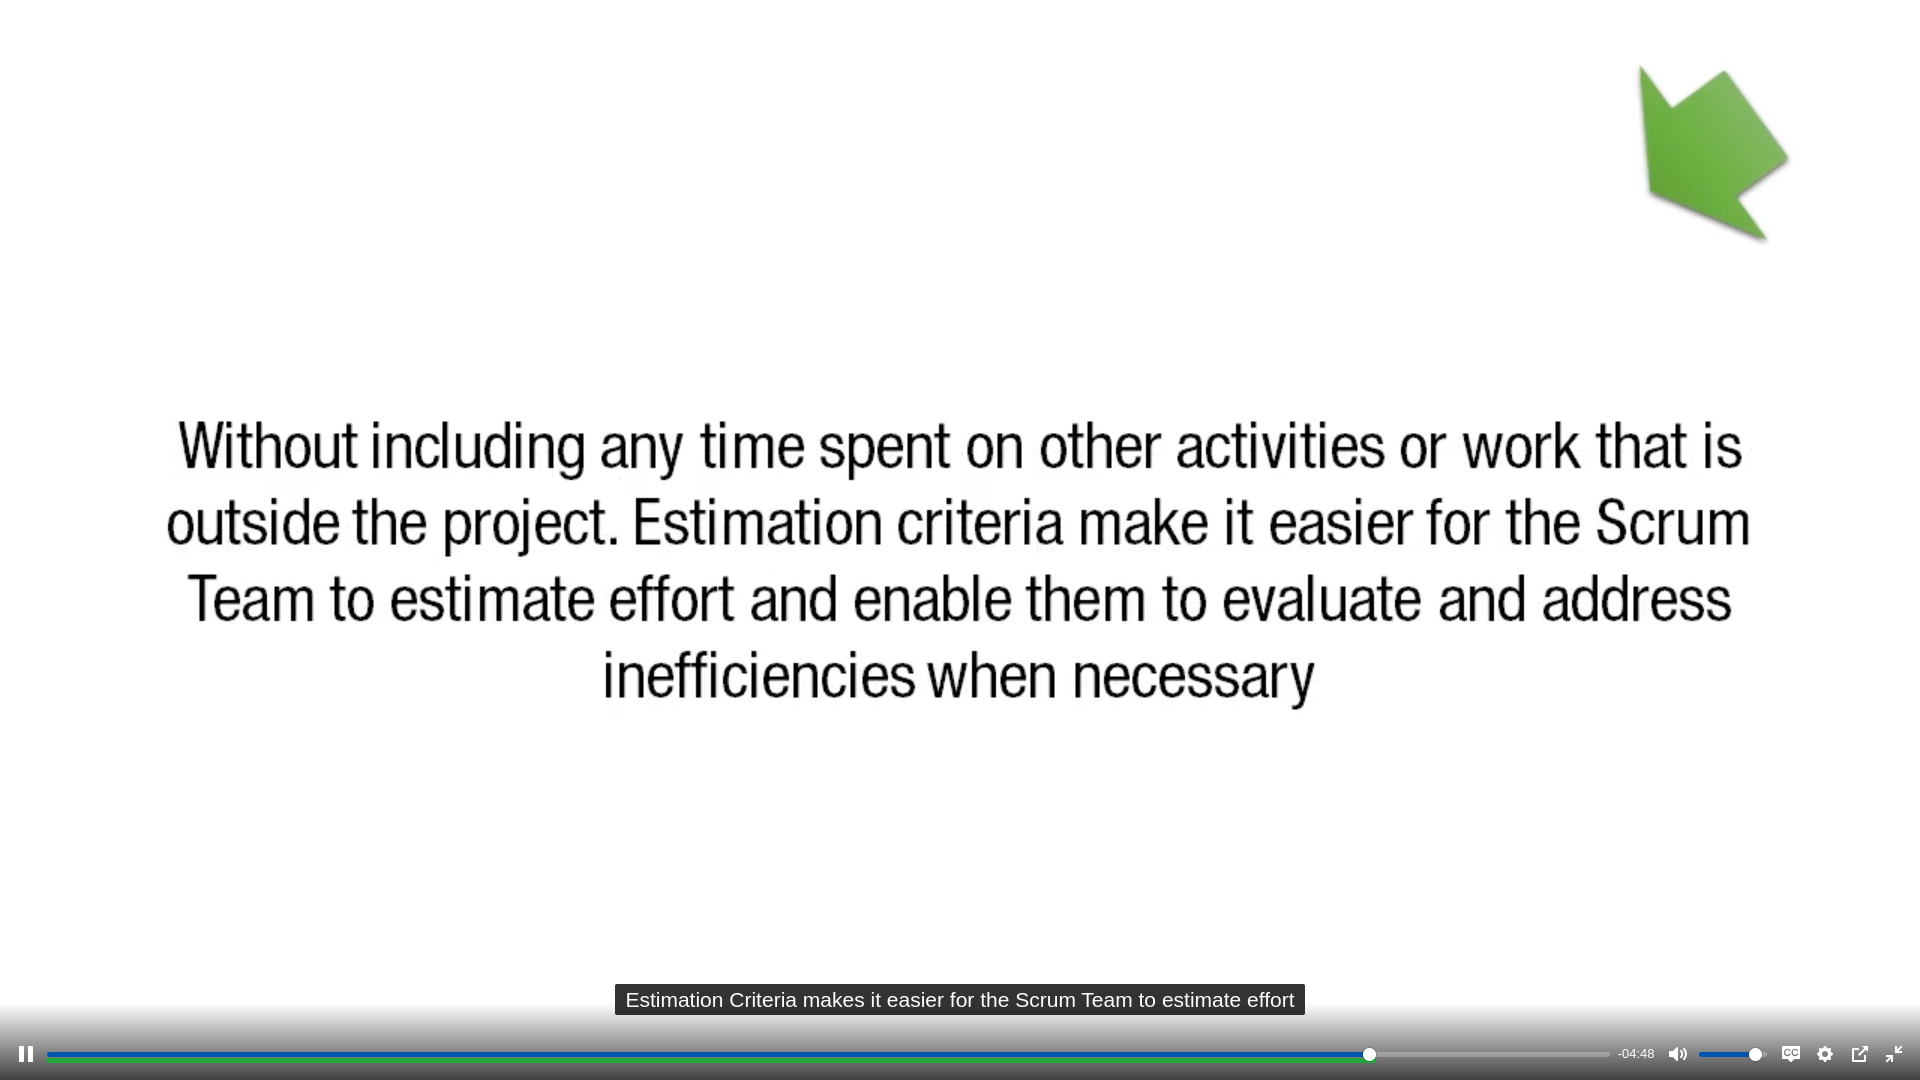 Without including any time spent on other activities or work that is
outside the project. Estimation criteria make it easier for the Scrum
Team to estimate effort and enable them to evaluate and address
inefficiencies when necessary
Estimation Criteria makes it easier for the Scrum Team to estimate effort
-04:48
CC